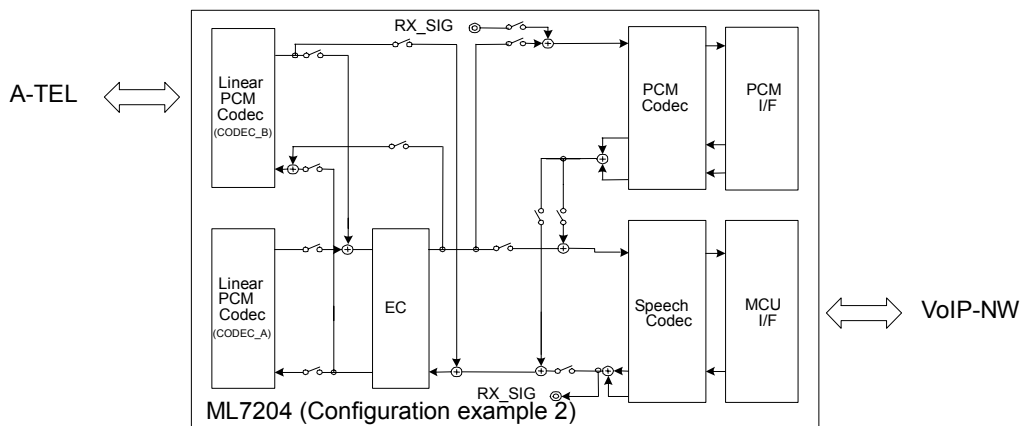 RX_SIG
A-TEL
Linear
PCM
Codec
(CODEC_B)
PCM
Codec
PCM
I/F
Linear
PCM
Codec
(CODEC_A)
EC
Speech
Codec
MCU
I/F
VoIP-NW
RX_SIG
ML7204 (Configuration example 2)